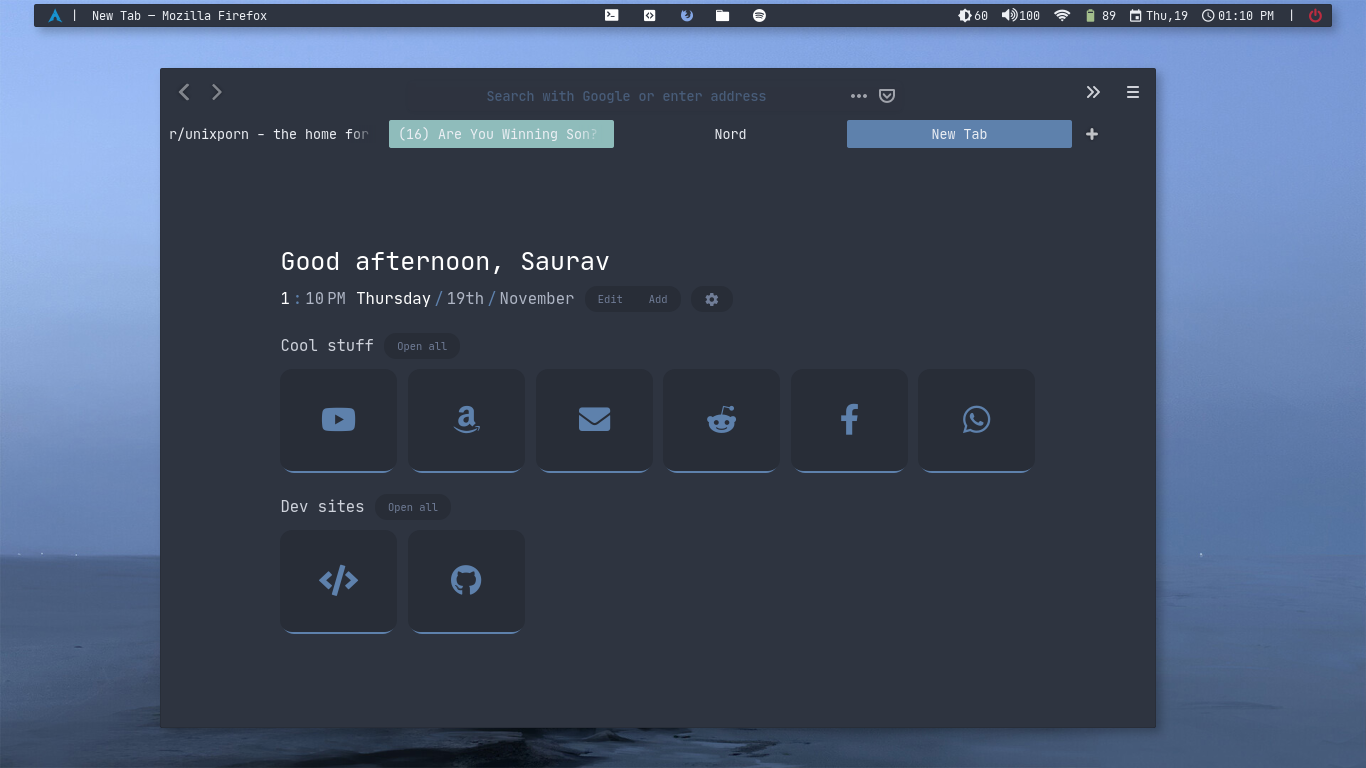 | New Tab — Mozilla Firefox 60 100 89 Thu,19 01:10 PM |
Search with Google or enter address
r/unixporn - the home for (16) Are You Winning Son? Nord New Tab
Good afternoon, Saurav
1:10PM Thursday/19th/November Edit Add
Cool stuff Open all
Dev sites Open all